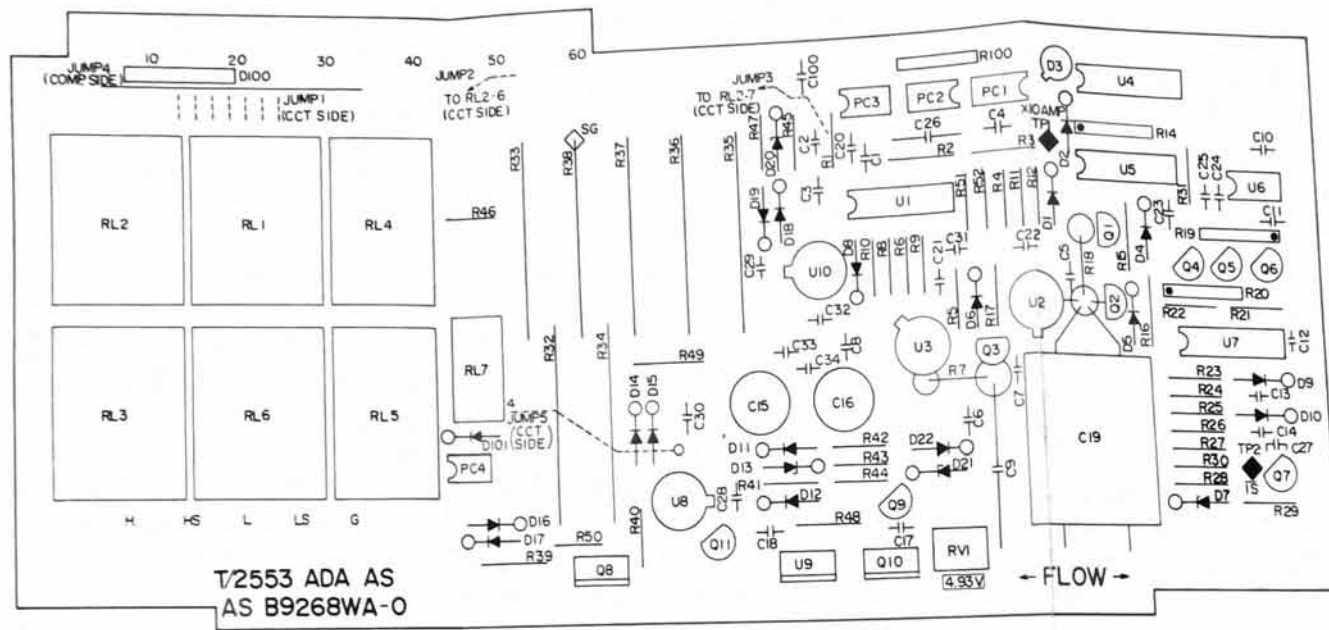 10 20 30 40 50 60
JUMP4
(COMP SIDE)
D100
JUMP1
(CCT SIDE)
JUMP2
TO RL2-6
(CCT SIDE)
SG
JUMP3
TO RL2-7
(CCT SIDE)
C100
R100
D3
U4
PC3
PC2
PC1
X10AMP
TP1
R14
R33
R38
R37
R36
R35
R47
D20
R45
C2
R1
C20
C1
C26
C4
R2
R3
D2
U5
C10
R31
C25
C24
U6
C11
RL2
RL1
RL4
R46
D19
D18
C3
U1
R51
R52
R4
R11
R12
D1
Q1
C23
R19
C29
U10
D8
R10
R8
R6
R9
C21
C31
C22
C5
R18
R15
D4
Q4
Q5
Q6
C32
R5
D6
R17
U2
Q2
D5
R16
R20
R22
R21
RL3
RL6
RL5
RL7
R32
R34
R49
C33
C34
C8
U3
Q3
R7
C7
U7
C12
4
JUMP5
(CCT
SIDE)
D101
D14
D15
C30
C15
C16
C6
C19
R23
R24
R25
R26
R27
R30
R28
D9
C13
D10
C14
C27
TP2
IS
Q7
D7
R29
PC4
D11
D13
R41
D12
R42
R43
R44
D22
D21
C9
H HS L LS G
D16
D17
R39
R50
R40
U8
C28
Q11
C18
R48
Q9
C17
Q8
U9
Q10
RV1
4.93V
← FLOW →
T/2553 ADA AS
AS B9268WA-0